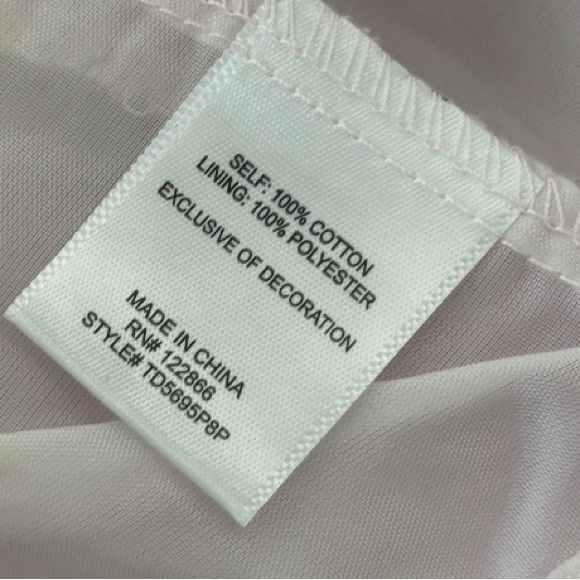 SELF: 100% COTTON
LINING: 100% POLYESTER
EXCLUSIVE OF DECORATION
MADE IN CHINA
RN# 122866
STYLE# TD5695P8P